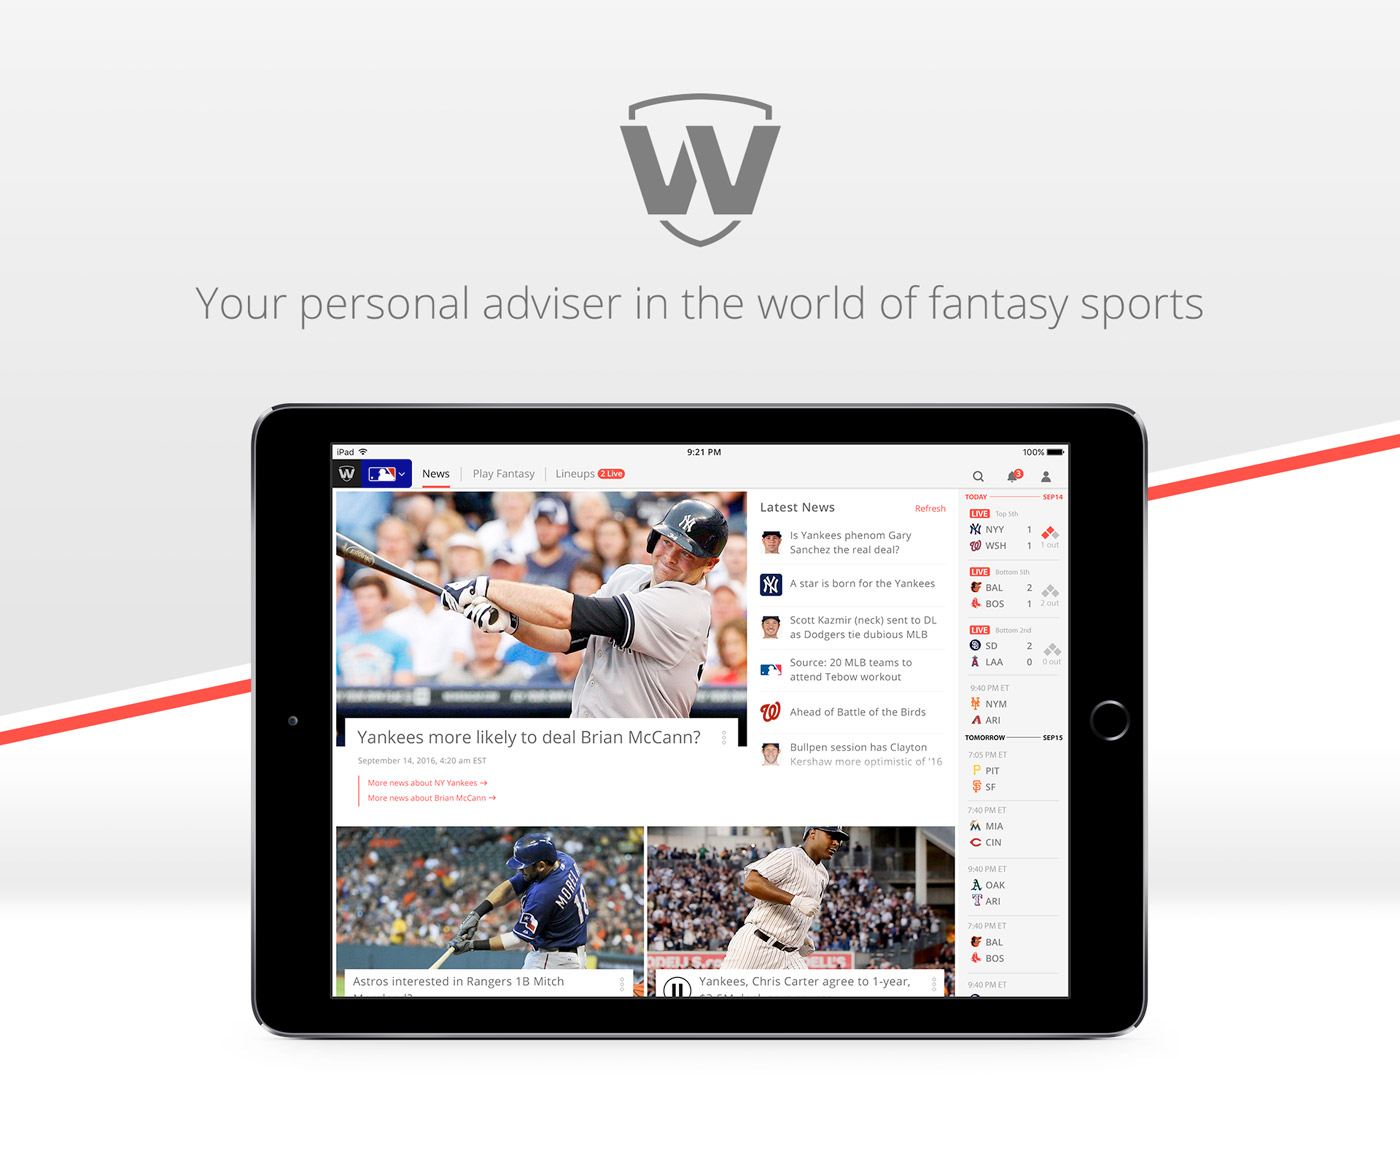 W
Your personal adviser in the world of fantasy sports
iPad
9:21 PM
100%
W
News
Play Fantasy
Lineups
2 Live
3
Yankees more likely to deal Brian McCann?
September 14, 2016, 4:20 am EST
More news about NY Yankees →
More news about Brian McCann →
Latest News
Refresh
Is Yankees phenom Gary
Sanchez the real deal?
A star is born for the Yankees
Scott Kazmir (neck) sent to DL
as Dodgers tie dubious MLB
Source: 20 MLB teams to
attend Tebow workout
Ahead of Battle of the Birds
Bullpen session has Clayton
Kershaw more optimistic of '16
MOREL
18
Astros interested in Rangers 1B Mitch
Yankees, Chris Carter agree to 1-year,
TODAY
SEP14
LIVE Top 5th
NYY 1
WSH 1
1 out
LIVE Bottom 5th
BAL 2
BOS 1
2 out
LIVE Bottom 2nd
SD 2
LAA 0
0 out
9:40 PM ET
NYM
ARI
TOMORROW
SEP15
7:05 PM ET
PIT
SF
7:40 PM ET
MIA
CIN
9:40 PM ET
OAK
ARI
7:40 PM ET
BAL
BOS
9:40 PM ET